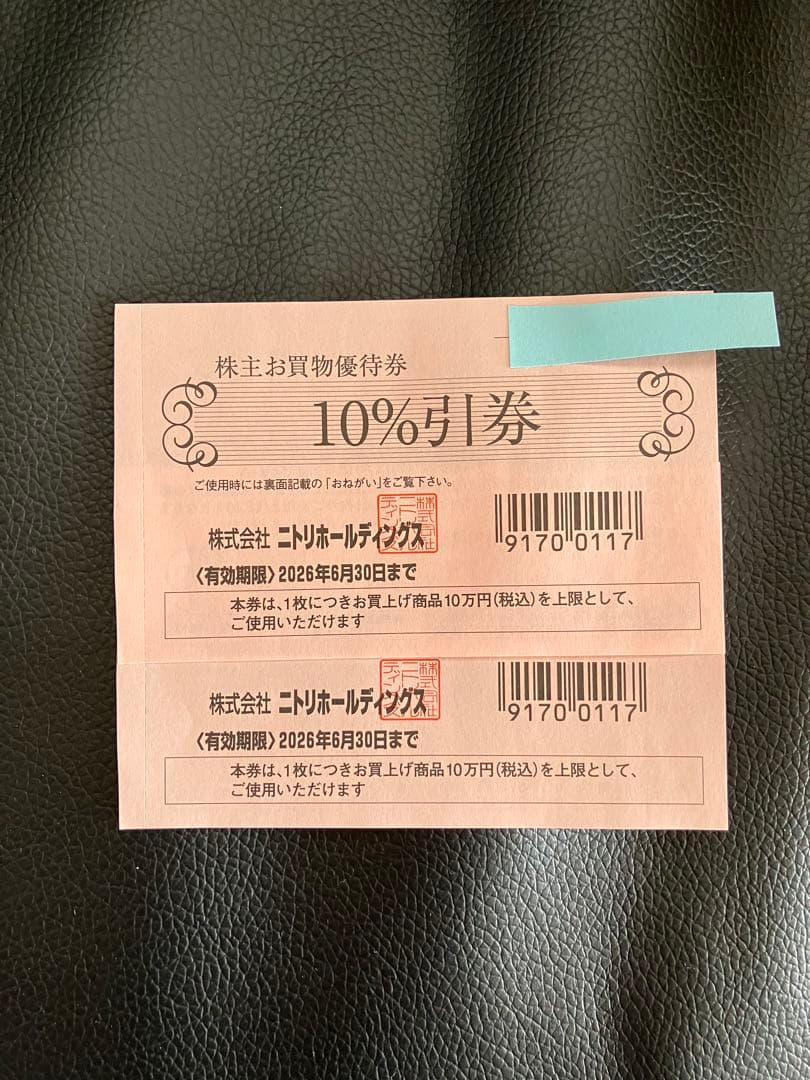 株主お買物優待券
10%引券
ご使用時には裏面記載の「おねがい」をご覧下さい。
株式会社 ニトリホールディングス
9170 0117
〈有効期限〉2026年6月30日まで
本券は、1枚につきお買上げ商品10万円(税込)を上限として、
ご使用いただけます
株式会社 ニトリホールディングス
9170 0117
〈有効期限〉2026年6月30日まで
本券は、1枚につきお買上げ商品10万円(税込)を上限として、
ご使用いただけます